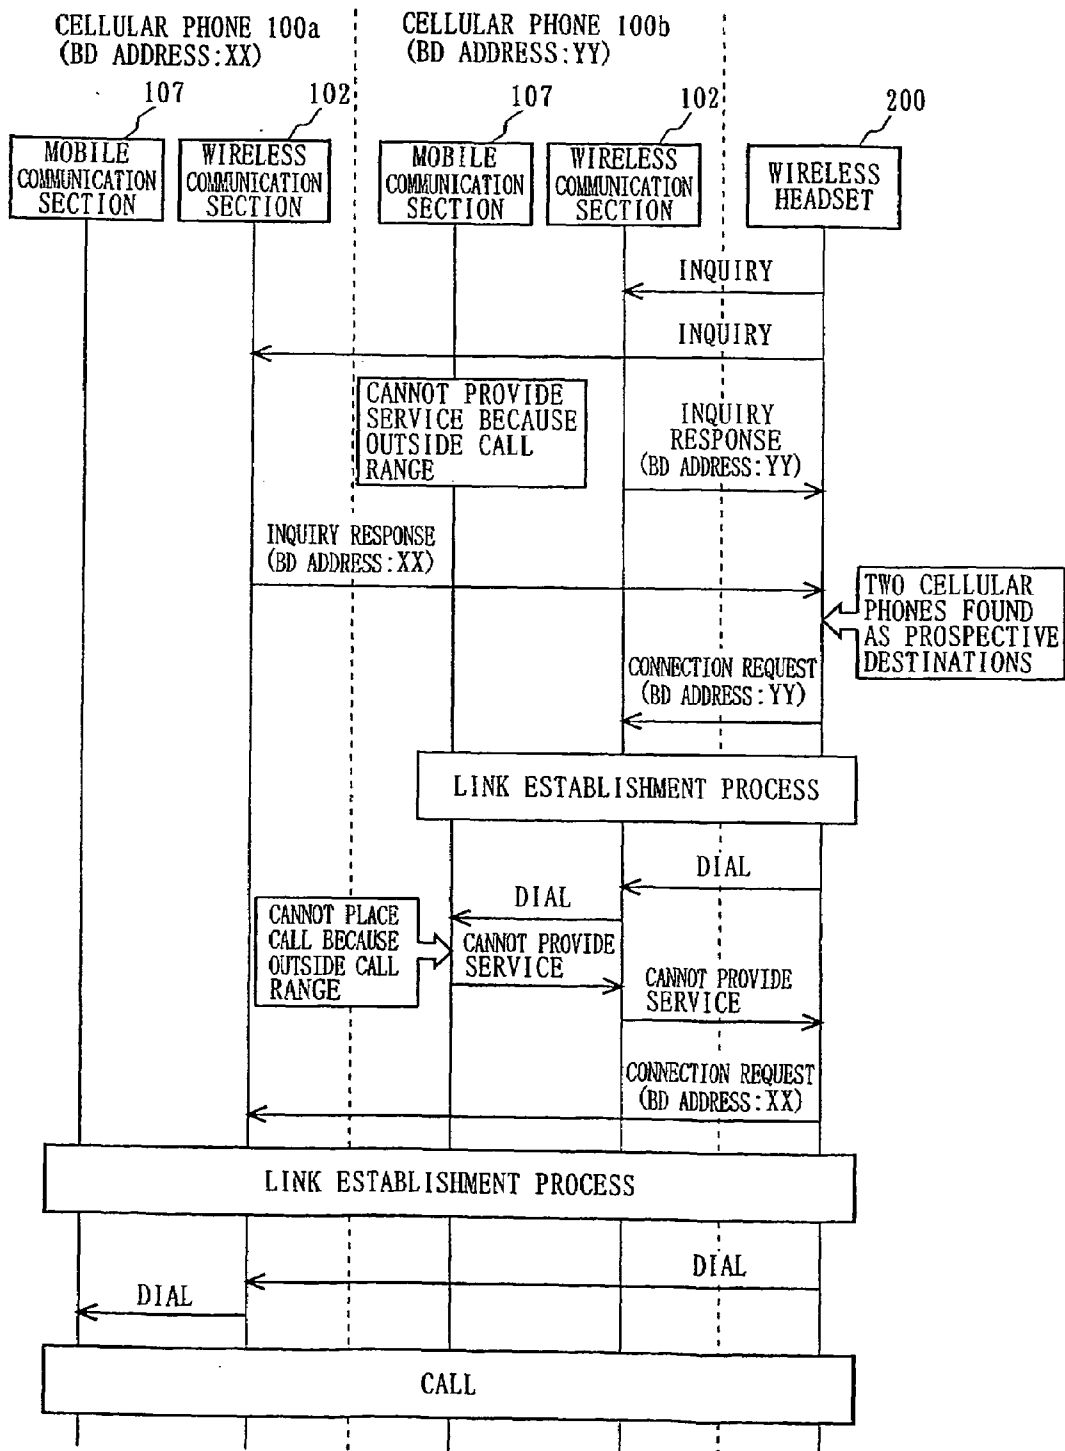 CELLULAR PHONE 100a
(BD ADDRESS:XX)
CELLULAR PHONE 100b
(BD ADDRESS:YY)
107
102
107
102
200
MOBILE
COMMUNICATION
SECTION
WIRELESS
COMMUNICATION
SECTION
MOBILE
COMMUNICATION
SECTION
WIRELESS
COMMUNICATION
SECTION
WIRELESS
HEADSET
INQUIRY
INQUIRY
CANNOT PROVIDE
SERVICE BECAUSE
OUTSIDE CALL
RANGE
INQUIRY
RESPONSE
(BD ADDRESS:YY)
INQUIRY RESPONSE
(BD ADDRESS:XX)
TWO CELLULAR
PHONES FOUND
AS PROSPECTIVE
DESTINATIONS
CONNECTION REQUEST
(BD ADDRESS:YY)
LINK ESTABLISHMENT PROCESS
DIAL
DIAL
CANNOT PLACE
CALL BECAUSE
OUTSIDE CALL
RANGE
CANNOT PROVIDE
SERVICE
CANNOT PROVIDE
SERVICE
CONNECTION REQUEST
(BD ADDRESS:XX)
LINK ESTABLISHMENT PROCESS
DIAL
DIAL
CALL